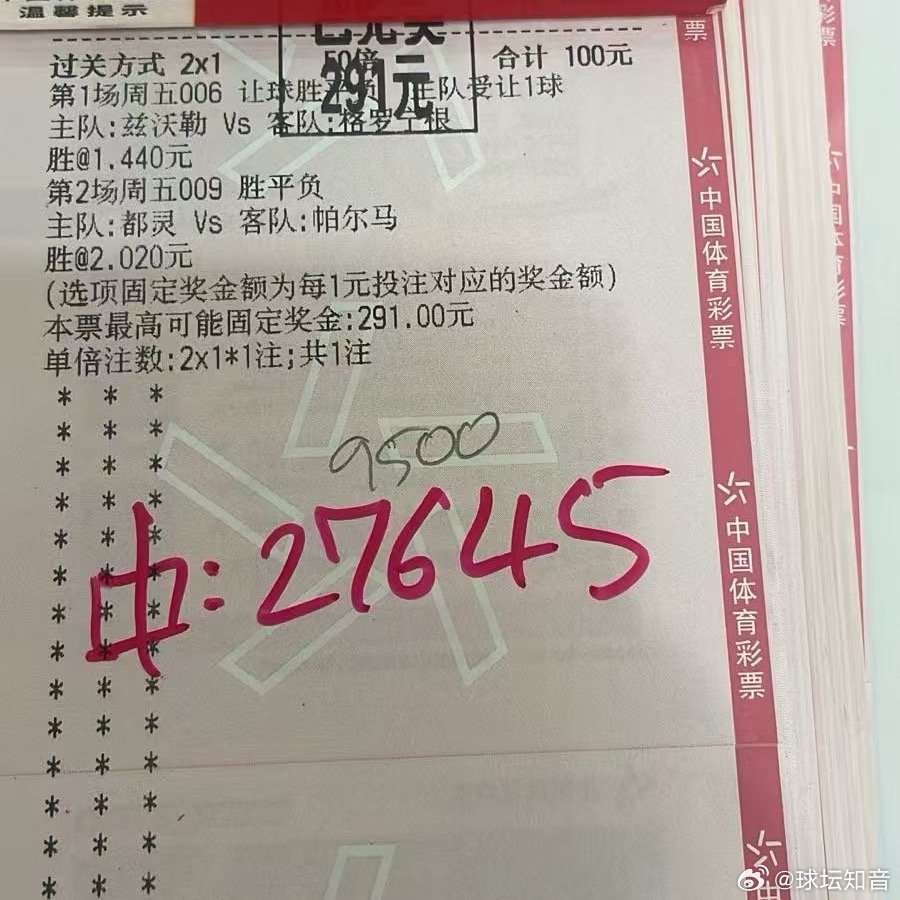 温馨提示
过关方式 2x1 50倍 合计 100元
已兑奖
291元
第1场周五006 让球胜平负 主队受让1球
主队:兹沃勒 Vs 客队:格罗宁根
胜@1.440元
第2场周五009 胜平负
主队:都灵 Vs 客队:帕尔马
胜@2.020元
(选项固定奖金额为每1元投注对应的奖金额)
本票最高可能固定奖金:291.00元
单倍注数:2x1*1注;共1注
9500
中:27645
票
中国体育彩票
中国体育彩票
中
彩票
中国体育彩票
@球坛知音